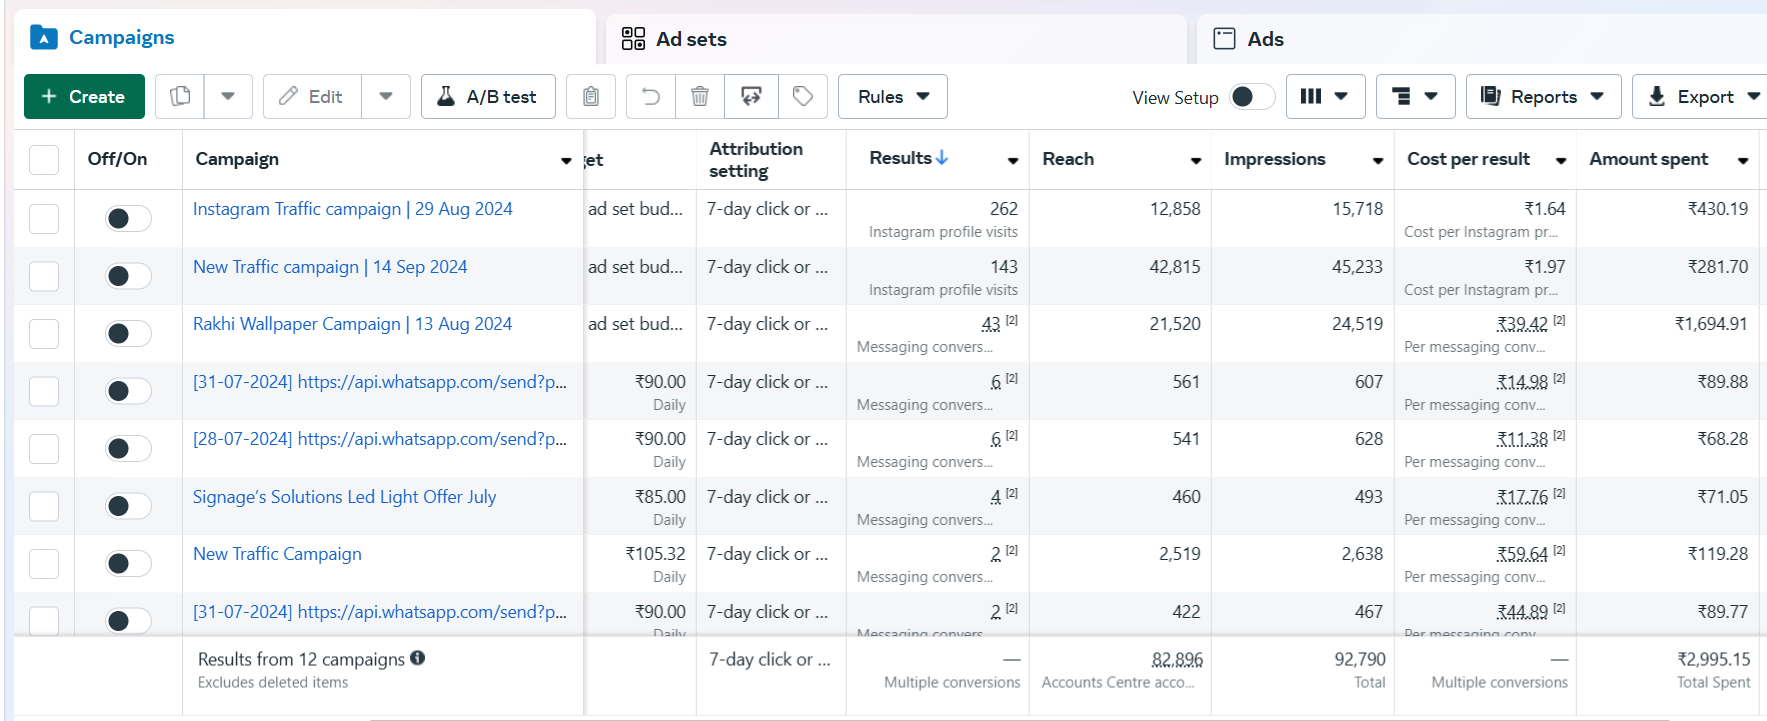 Campaigns
Ad sets
Ads
+ Create
Edit
A/B test
Rules
View Setup
Reports
Export
Off/On Campaign get Attribution setting Results↓ Reach Impressions Cost per result Amount spent
Instagram Traffic campaign | 29 Aug 2024 ad set bud... 7-day click or ... 262 12,858 15,718 ₹1.64 ₹430.19
Instagram profile visits Cost per Instagram pr...
New Traffic campaign | 14 Sep 2024 ad set bud... 7-day click or ... 143 42,815 45,233 ₹1.97 ₹281.70
Instagram profile visits Cost per Instagram pr...
Rakhi Wallpaper Campaign | 13 Aug 2024 ad set bud... 7-day click or ... 43 [2] 21,520 24,519 ₹39.42 [2] ₹1,694.91
Messaging convers... Per messaging conv...
[31-07-2024] https://api.whatsapp.com/send?p... ₹90.00 7-day click or ... 6 [2] 561 607 ₹14.98 [2] ₹89.88
Daily Messaging convers... Per messaging conv...
[28-07-2024] https://api.whatsapp.com/send?p... ₹90.00 7-day click or ... 6 [2] 541 628 ₹11.38 [2] ₹68.28
Daily Messaging convers... Per messaging conv...
Signage's Solutions Led Light Offer July ₹85.00 7-day click or ... 4 [2] 460 493 ₹17.76 [2] ₹71.05
Daily Messaging convers... Per messaging conv...
New Traffic Campaign ₹105.32 7-day click or ... 2 [2] 2,519 2,638 ₹59.64 [2] ₹119.28
Daily Messaging convers... Per messaging conv...
[31-07-2024] https://api.whatsapp.com/send?p... ₹90.00 7-day click or ... 2 [2] 422 467 ₹44.89 [2] ₹89.77
Daily Messaging convers... Per messaging conv...
Results from 12 campaigns 7-day click or ... — 82,896 92,790 — ₹2,995.15
Excludes deleted items Multiple conversions Accounts Centre acco... Total Multiple conversions Total Spent